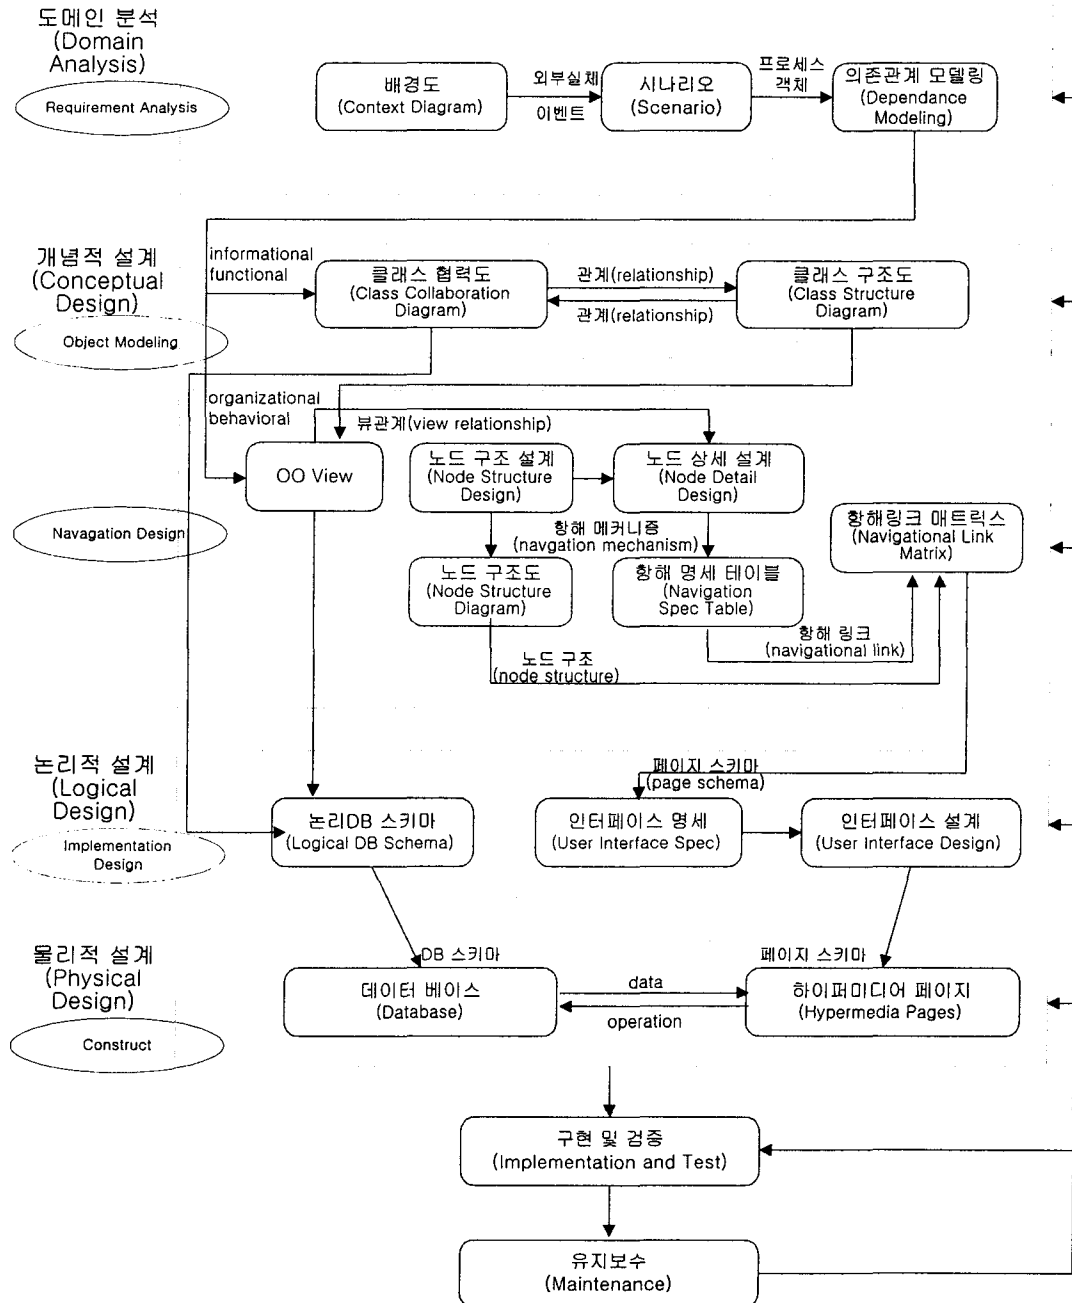 도메인 분석
(Domain
Analysis)
Requirement Analysis
배경도
(Context Diagram)
외부실체
이벤트
시나리오
(Scenario)
프로세스
객체
의존관계 모델링
(Dependance
Modeling)
개념적 설계
(Conceptual
Design)
Object Modeling
informational
functional
클래스 협력도
(Class Collaboration
Diagram)
관계(relationship)
관계(relationship)
클래스 구조도
(Class Structure
Diagram)
organizational
behavioral
뷰관계(view relationship)
OO View
노드 구조 설계
(Node Structure
Design)
노드 상세 설계
(Node Detail
Design)
Navagation Design
항해 메커니즘
(navgation mechanism)
항해링크 매트릭스
(Navigational Link
Matrix)
노드 구조도
(Node Structure
Diagram)
항해 명세 테이블
(Navigation
Spec Table)
항해 링크
(navigational link)
노드 구조
(node structure)
논리적 설계
(Logical
Design)
Implementation
Design
페이지 스키마
(page schema)
논리DB 스키마
(Logical DB Schema)
인터페이스 명세
(User Interface Spec)
인터페이스 설계
(User Interface Design)
물리적 설계
(Physical
Design)
Construct
DB 스키마
페이지 스키마
데이터 베이스
(Database)
data
operation
하이퍼미디어 페이지
(Hypermedia Pages)
구현 및 검증
(Implementation and Test)
유지보수
(Maintenance)